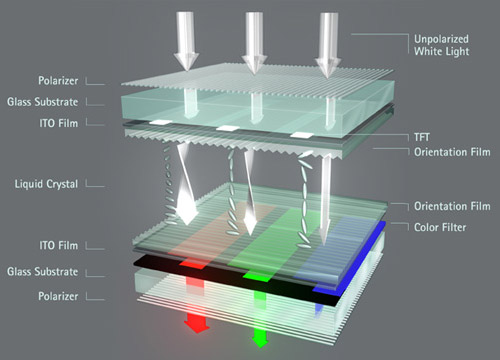 Unpolarized
White Light
Polarizer
Glass Substrate
ITO Film
TFT
Orientation Film
Liquid Crystal
Orientation Film
Color Filter
ITO Film
Glass Substrate
Polarizer